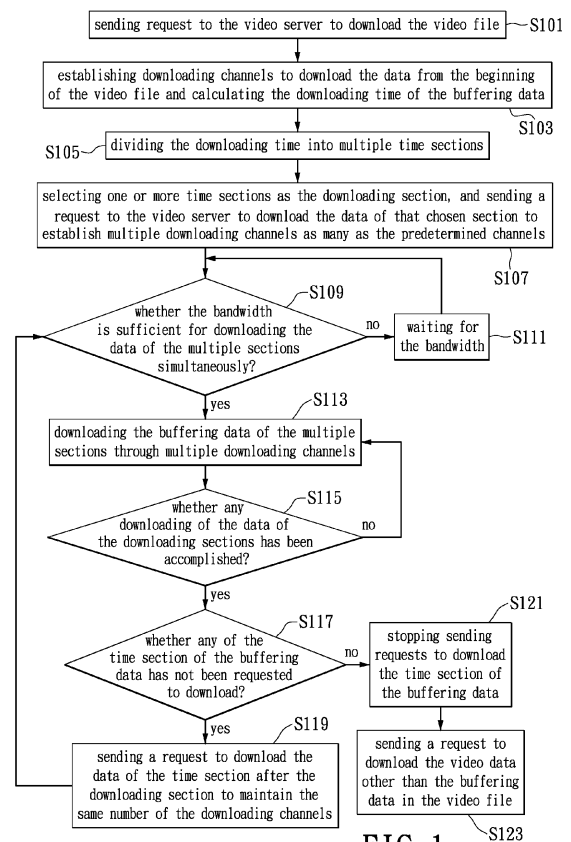 sending request to the video server to download the video file
S101
establishing downloading channels to download the data from the beginning
of the video file and calculating the downloading time of the buffering data
S103
S105
dividing the downloading time into multiple time sections
selecting one or more time sections as the downloading section, and sending a
request to the video server to download the data of that chosen section to
establish multiple downloading channels as many as the predetermined channels
S107
S109
whether the bandwidth
is sufficient for downloading the
data of the multiple sections
simultaneously?
no
waiting for
the bandwidth
S111
yes
S113
downloading the buffering data of the multiple
sections through multiple downloading channels
S115
whether any
downloading of the data of
the downloading sections has been
accomplished?
no
yes
S117
whether any of the
time section of the buffering
data has not been requested
to download?
no
S121
stopping sending
requests to download
the time section of
the buffering data
yes
S119
sending a request to download the
data of the time section after the
downloading section to maintain the
same number of the downloading channels
sending a request to
download the video data
other than the buffering
data in the video file
S123
FIG. 1